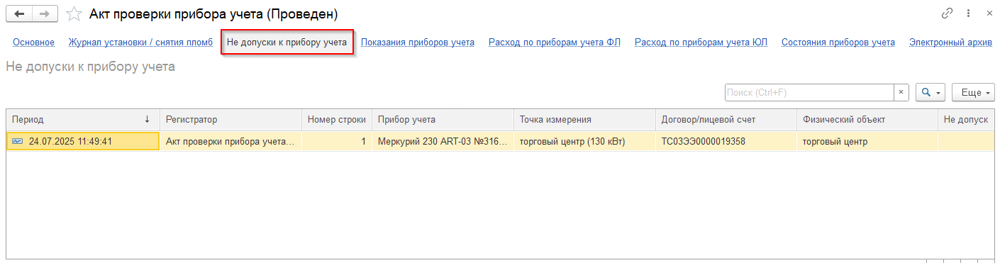 Акт проверки прибора учета (Проведен)
Основное Журнал установки / снятия пломб Не допуски к прибору учета Показания приборов учета Расход по приборам учета ФЛ Расход по приборам учета ЮЛ Состояния приборов учета Электронный архив
Не допуски к прибору учета
Поиск (Ctrl+F) × Еще
Период ↓ Регистратор Номер строки Прибор учета Точка измерения Договор/лицевой счет Физический объект Не допуск
24.07.2025 11:49:41 Акт проверки прибора учета... 1 Меркурий 230 ART-03 №316... торговый центр (130 кВт) ТС03ЭЭ0000019358 торговый центр